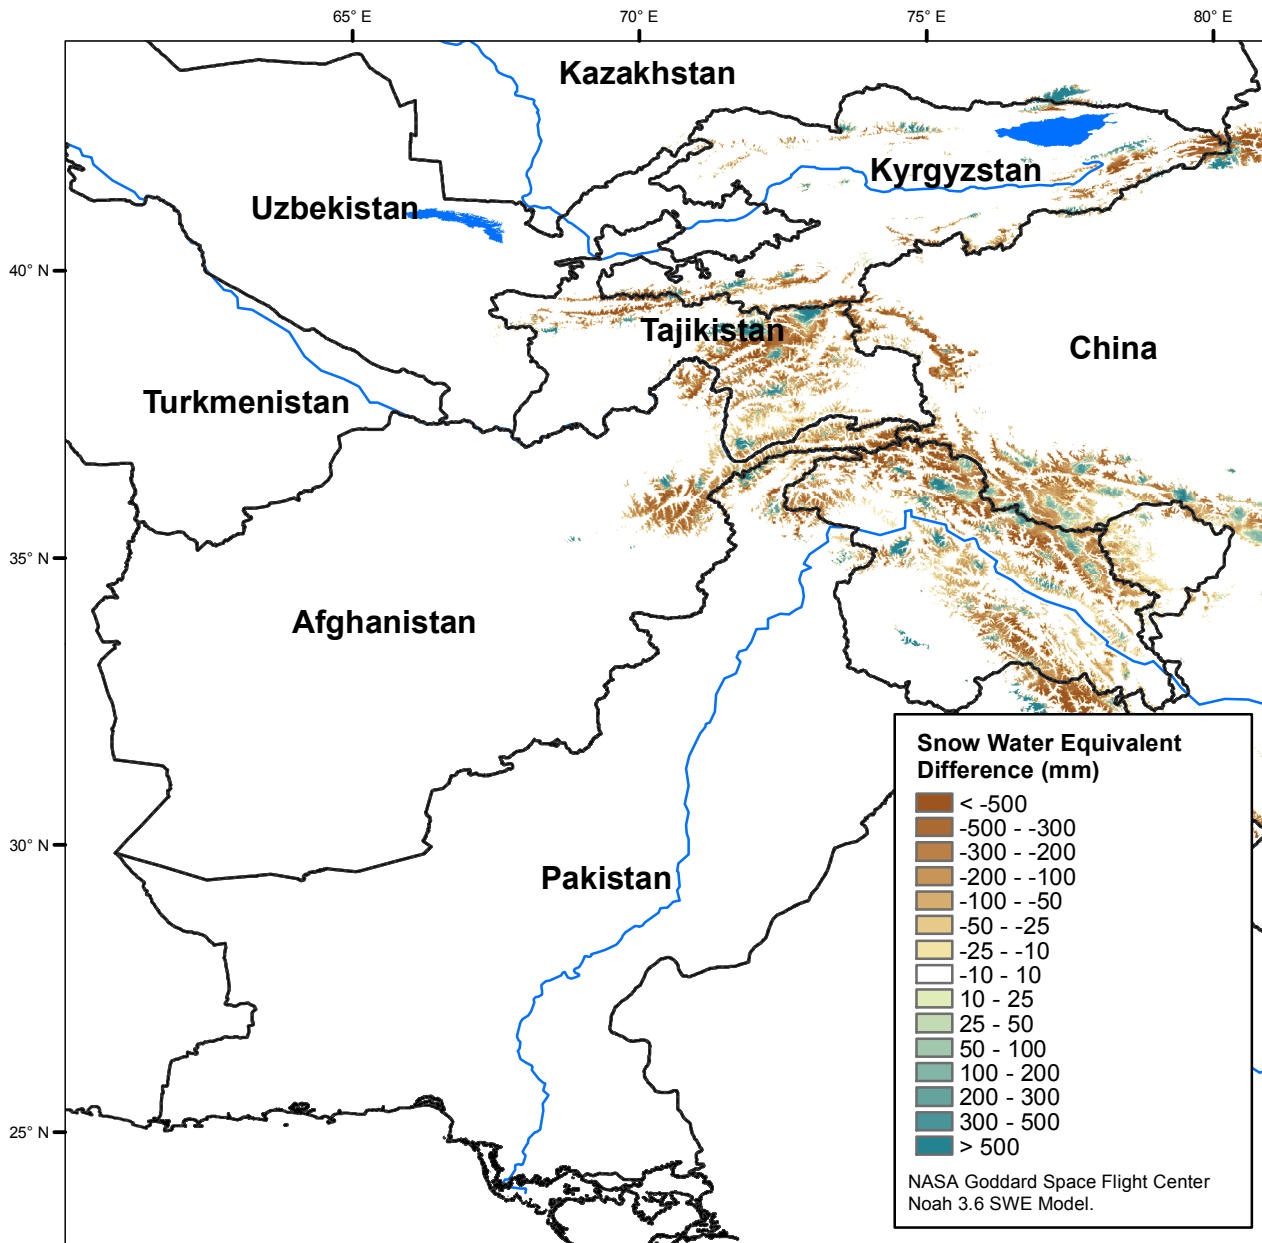 65° E
70° E
75° E
80° E
Kazakhstan
Kyrgyzstan
Uzbekistan
40° N
Tajikistan
China
Turkmenistan
35° N
Afghanistan
Snow Water Equivalent
Difference (mm)
< -500
-500 - -300
-300 - -200
-200 - -100
-100 - -50
-50 - -25
-25 - -10
-10 - 10
10 - 25
25 - 50
50 - 100
100 - 200
200 - 300
300 - 500
> 500
30° N
Pakistan
25° N
NASA Goddard Space Flight Center
Noah 3.6 SWE Model.